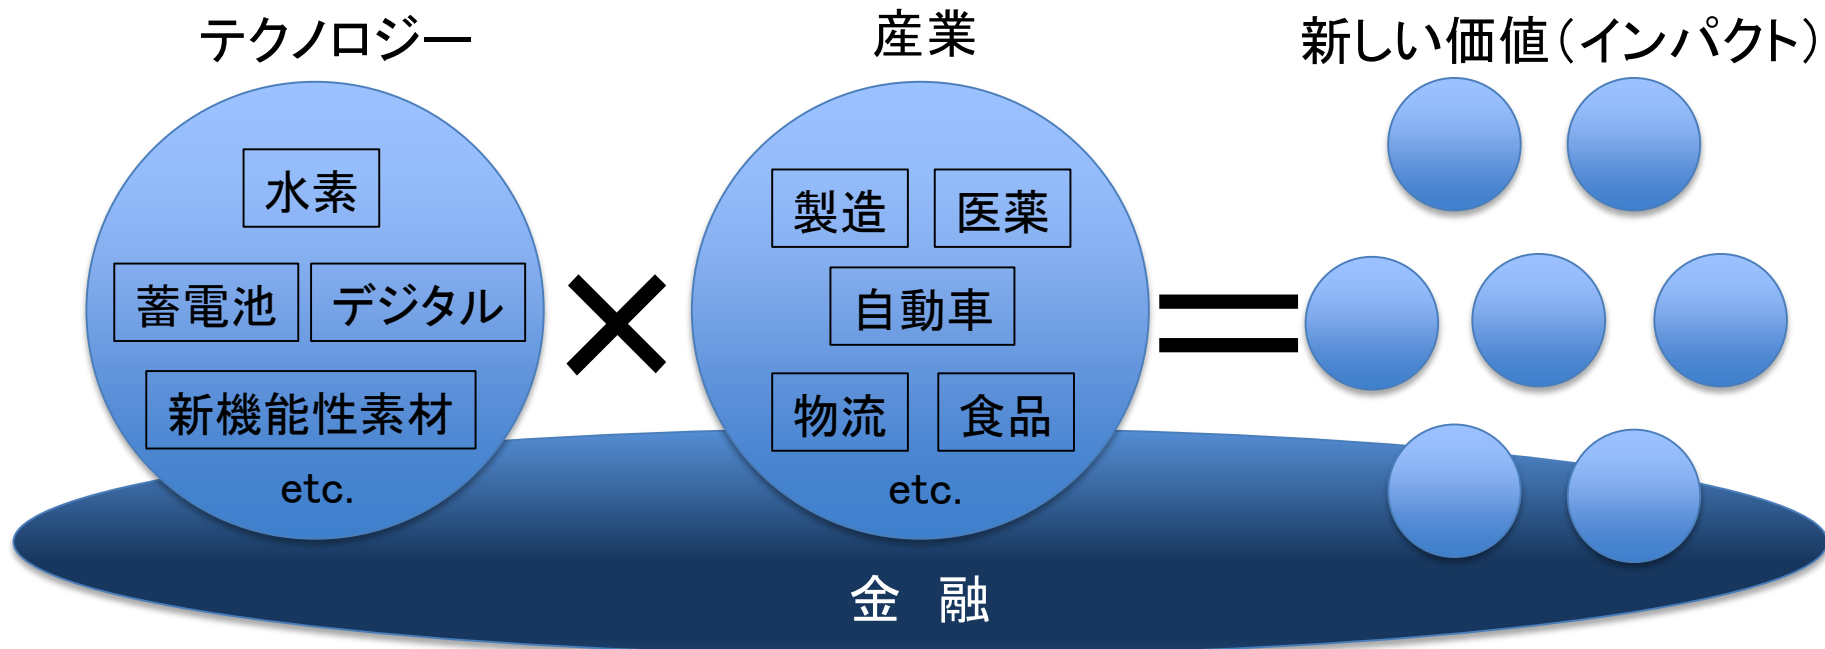 テクノロジー
産業
新しい価値(インパクト)
水素
蓄電池
デジタル
新機能性素材
etc.
製造
医薬
自動車
物流
食品
etc.
金 融